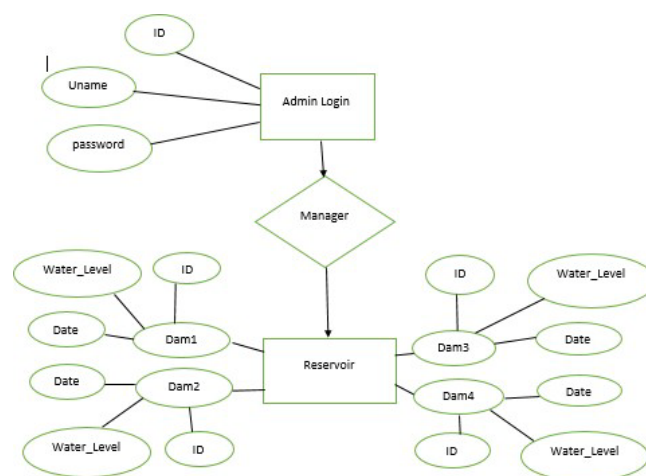 ID
Uname
Admin Login
password
Manager
Water_Level
ID
ID
Water_Level
Date
Dam1
Dam3
Date
Reservoir
Date
Dam2
Dam4
Date
Water_Level
ID
ID
Water_Level